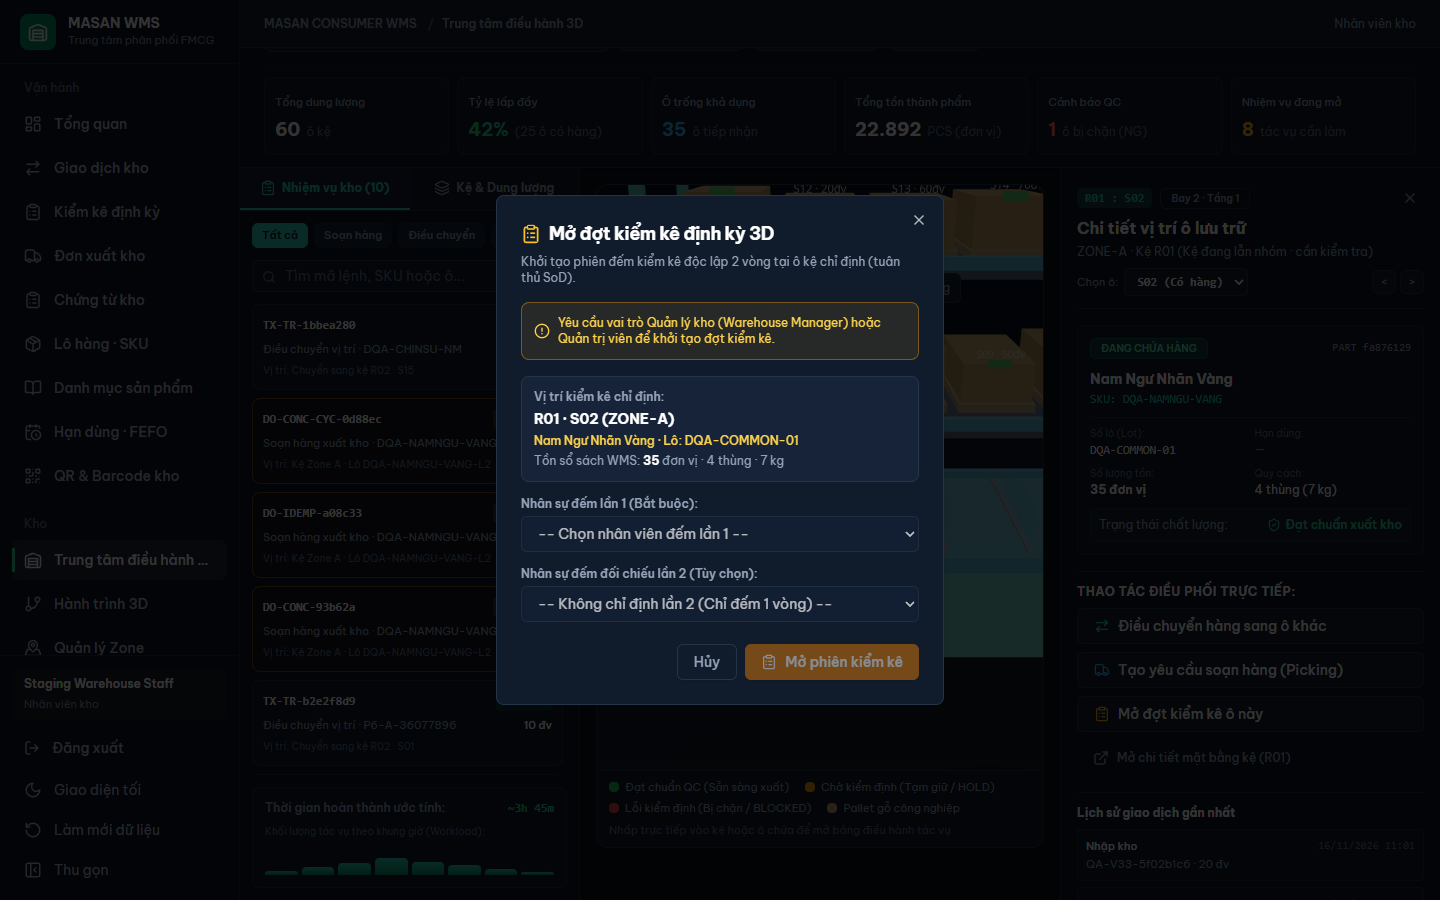 MASAN WMS
Trung tâm phân phối FMCG
MASAN CONSUMER WMS / Trung tâm điều hành 3D
Nhân viên kho
Vận hành
Tổng quan
Giao dịch kho
Kiểm kê định kỳ
Đơn xuất kho
Chứng từ kho
Lô hàng · SKU
Danh mục sản phẩm
Hạn dùng · FEFO
QR & Barcode kho
Kho
Trung tâm điều hành ...
Hành trình 3D
Quản lý Zone
Staging Warehouse Staff
Nhân viên kho
Đăng xuất
Giao diện tối
Làm mới dữ liệu
Thu gọn
Tổng dung lượng
60 ô kệ
Tỷ lệ lấp đầy
42% (25 ô có hàng)
Ô trống khả dụng
35 ô tiếp nhận
Tổng tồn thành phẩm
22.892 PCS (đơn vị)
Cảnh báo QC
1 ô bị chặn (NG)
Nhiệm vụ đang mở
8 tác vụ cần làm
Nhiệm vụ kho (10)
Kệ & Dung lượng
Tất cả
Soạn hàng
Điều chuyển
Tìm mã lệnh, SKU hoặc ô...
TX-TR-1bbea280
Điều chuyển vị trí · DQA-CHINSU-NM
Vị trí: Chuyển sang kệ R02 · S15
DO-CONC-CYC-0d88ec
Soạn hàng xuất kho · DQA-NAMNGU-VANG
Vị trí: Kệ Zone A · Lô DQA-NAMNGU-VANG-L2
DO-IDEMP-a08c33
Soạn hàng xuất kho · DQA-NAMNGU-VANG
Vị trí: Kệ Zone A · Lô DQA-NAMNGU-VANG-L2
DO-CONC-93b62a
Soạn hàng xuất kho · DQA-NAMNGU-VANG
Vị trí: Kệ Zone A · Lô DQA-NAMNGU-VANG-L2
TX-TR-b2e2f8d9
Điều chuyển vị trí · P6-A-36077896
10 đv
Vị trí: Chuyển sang kệ R02 · S01
Thời gian hoàn thành ước tính:
~3h 45m
Khối lượng tác vụ theo khung giờ (Workload):
S12 · 20đv
S13 · 60đv
Mở đợt kiểm kê định kỳ 3D
Khởi tạo phiên đếm kiểm kê độc lập 2 vòng tại ô kệ chỉ định (tuân
thủ SoD).
Yêu cầu vai trò Quản lý kho (Warehouse Manager) hoặc
Quản trị viên để khởi tạo đợt kiểm kê.
Vị trí kiểm kê chỉ định:
R01 · S02 (ZONE-A)
Nam Ngư Nhãn Vàng · Lô: DQA-COMMON-01
Tồn sổ sách WMS: 35 đơn vị · 4 thùng · 7 kg
Nhân sự đếm lần 1 (Bắt buộc):
-- Chọn nhân viên đếm lần 1 --
Nhân sự đếm đối chiếu lần 2 (Tùy chọn):
-- Không chỉ định lần 2 (Chỉ đếm 1 vòng) --
Hủy
Mở phiên kiểm kê
Đạt chuẩn QC (Sẵn sàng xuất)
Chờ kiểm định (Tạm giữ / HOLD)
Lỗi kiểm định (Bị chặn / BLOCKED)
Pallet gỗ công nghiệp
Nhấp trực tiếp vào kệ hoặc ô chứa để mở bảng điều hành tác vụ
R01 : S02
Bay 2 · Tầng 1
Chi tiết vị trí ô lưu trữ
ZONE-A · Kệ R01 (Kệ đang lẫn nhóm · cần kiểm tra)
Chọn ô:
S02 (Có hàng)
<
>
ĐANG CHỨA HÀNG
PART fa876129
Nam Ngư Nhãn Vàng
SKU: DQA-NAMNGU-VANG
Số lô (Lot):
Hạn dùng:
DQA-COMMON-01
—
Số lượng tồn:
Quy cách:
35 đơn vị
4 thùng (7 kg)
Trạng thái chất lượng:
Đạt chuẩn xuất kho
THAO TÁC ĐIỀU PHỐI TRỰC TIẾP:
Điều chuyển hàng sang ô khác
Tạo yêu cầu soạn hàng (Picking)
Mở đợt kiểm kê ô này
Mở chi tiết mặt bằng kệ (R01)
Lịch sử giao dịch gần nhất
Nhập kho
16/11/2026 11:01
QA-V33-5f02b1c6 · 20 đv